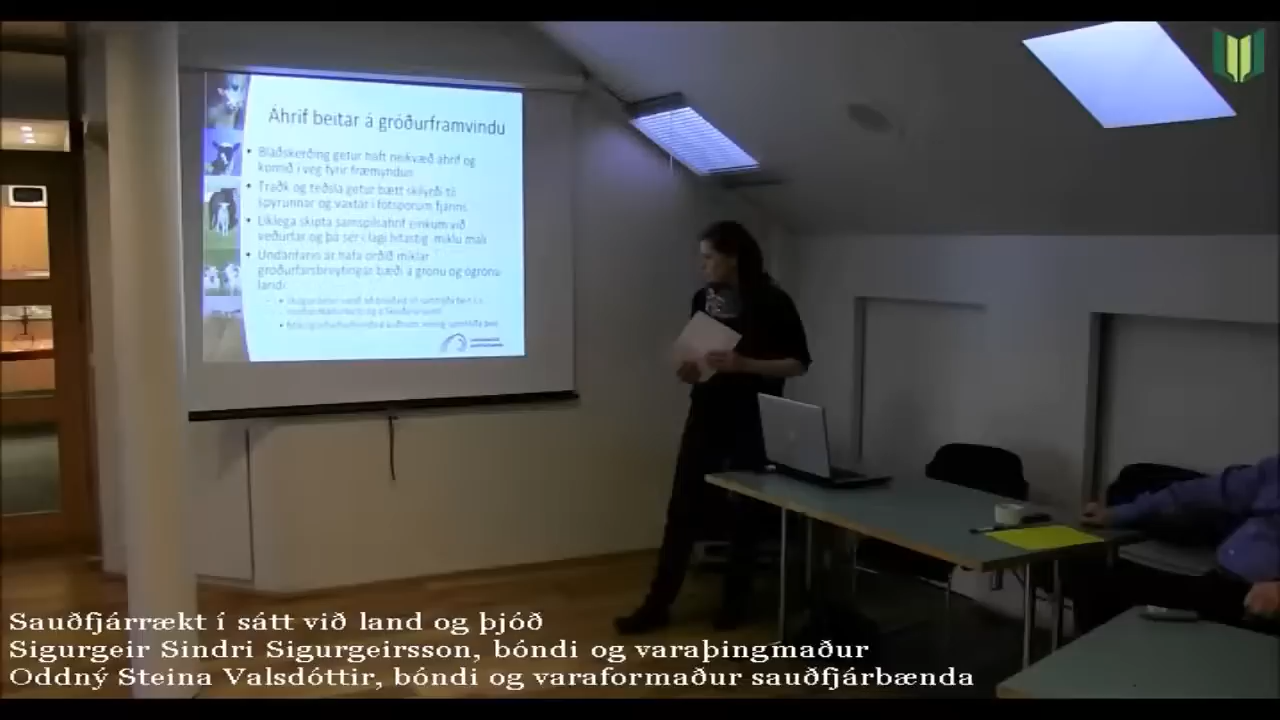 Áhrif beitar á gróðurframvindu
• Blaðskerðing getur haft neikvæð áhrif og
komið í veg fyrir fræmyndun
• Traðk og teðsla getur bætt skilyrði til
spyrunnar og vaxtar í fótsporum fjárins
• Líklega skipta samspilsáhrif einkum við
veðurfar og þá sér í lagi hitastig miklu máli
• Undanfarin ár hafa orðið miklar
gróðurfarsbreytingar bæði á grónu og ógrónu
landi
Sauðfjárrækt í sátt við land og þjóð
Sigurgeir Sindri Sigurgeirsson, bóndi og varaþingmaður
Oddný Steina Valsdóttir, bóndi og varaformaður sauðfjárbænda